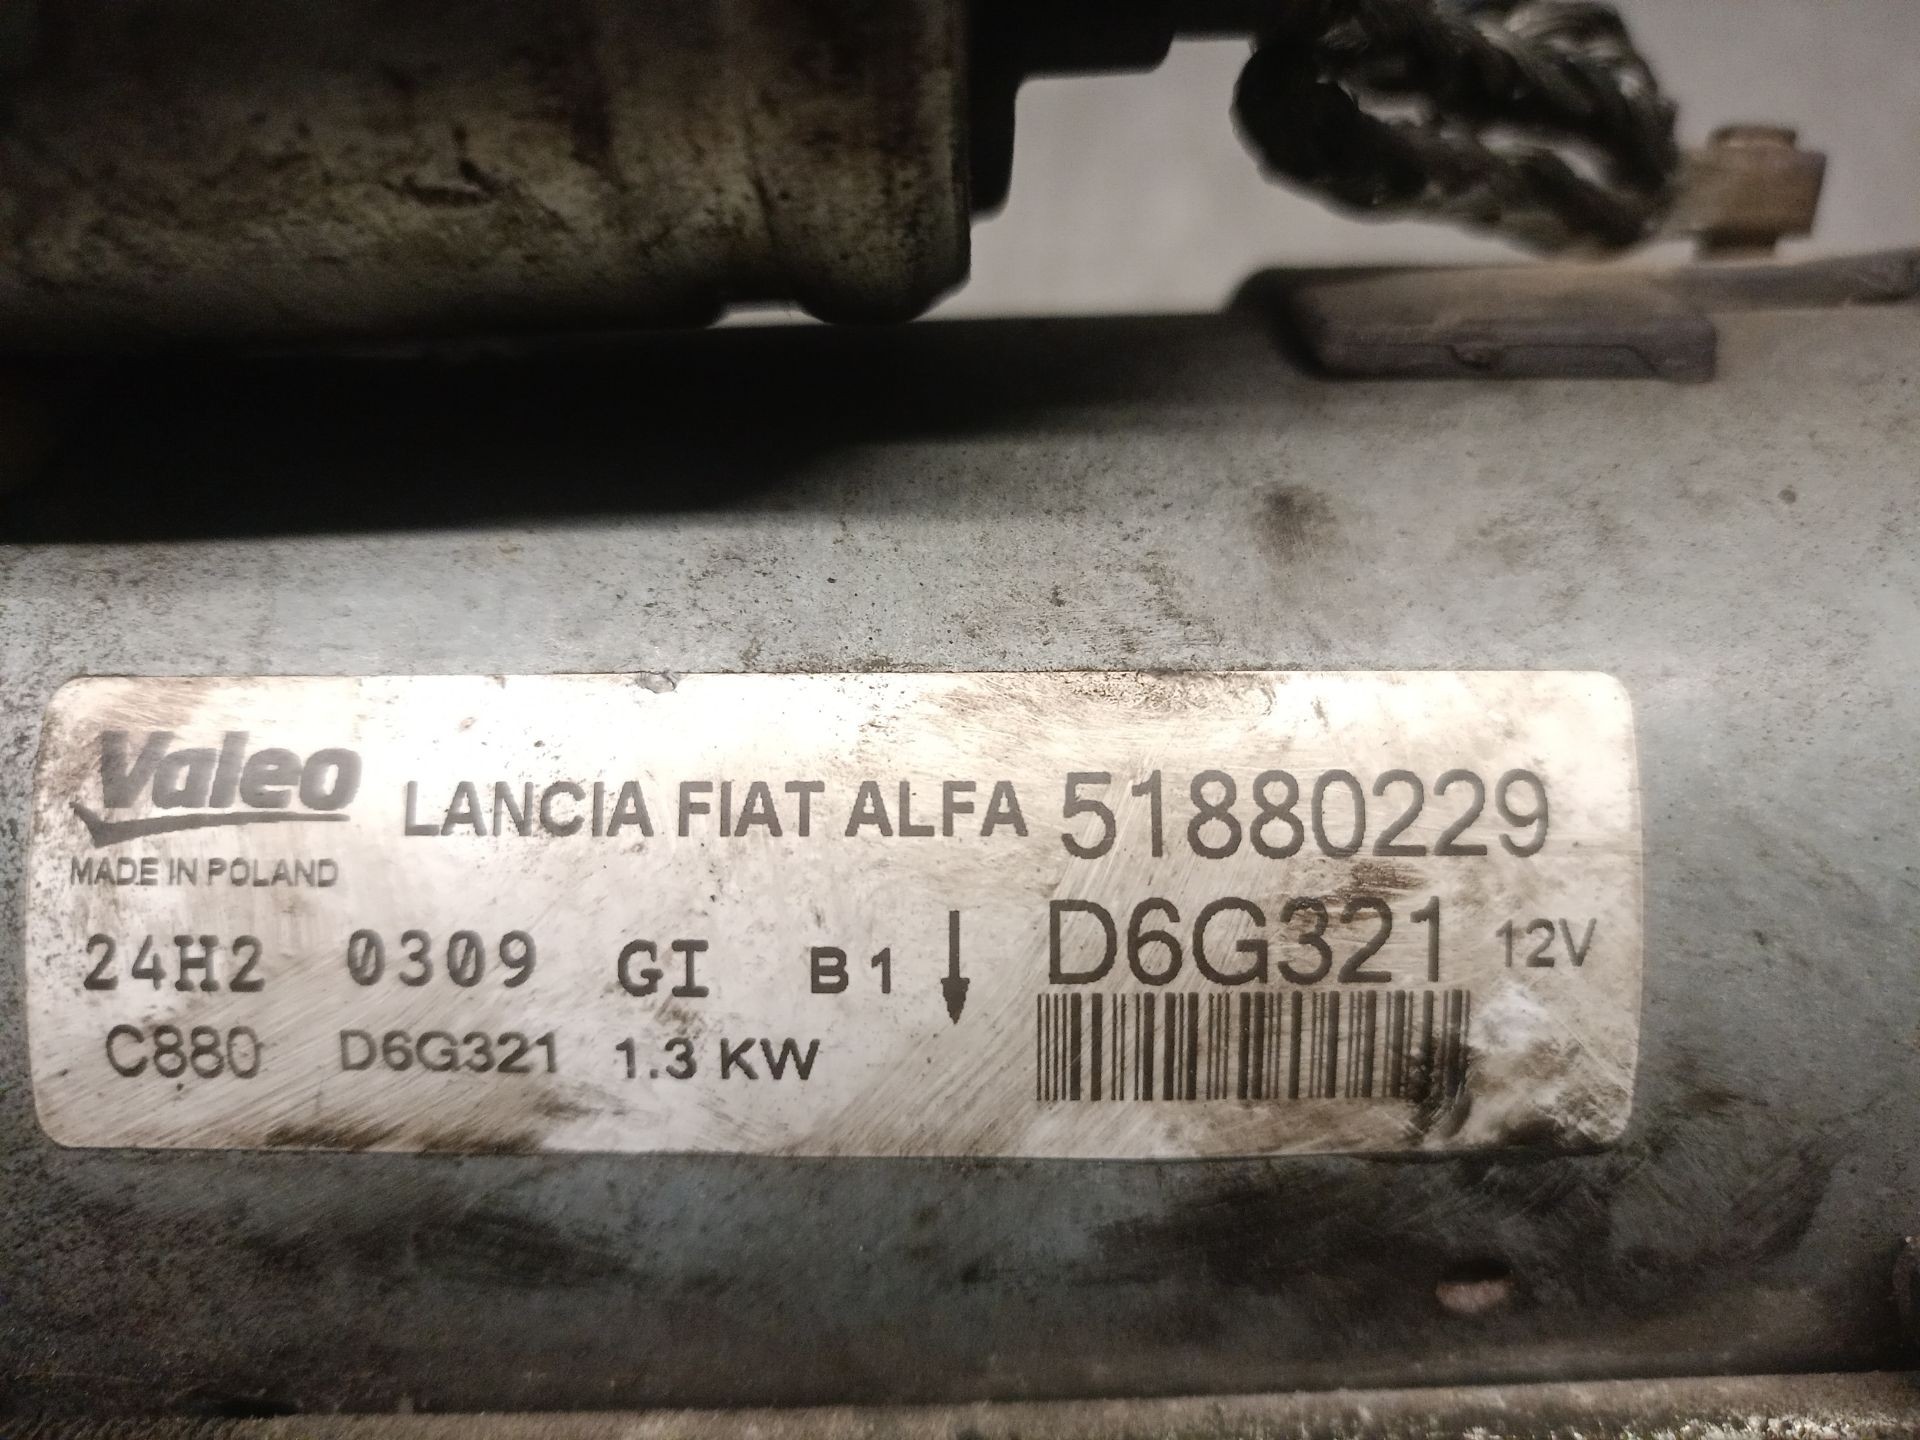 Valeo LANCIA FIAT ALFA 51880229
MADE IN POLAND
24H2 0309 GI B1 D6G321 12V
C880 D6G321 1.3 KW